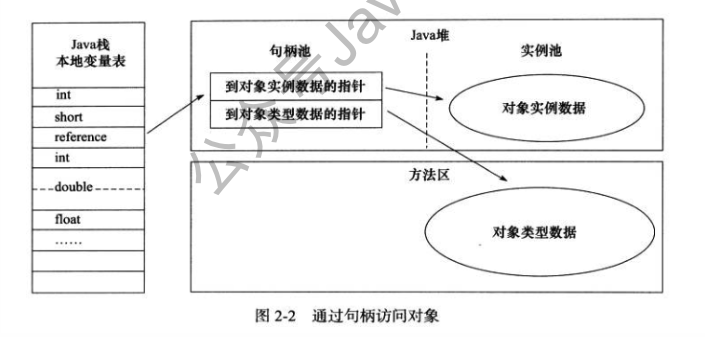 Java栈
本地变量表
int
short
reference
int
double
float
……
Java堆
句柄池
实例池
到对象实例数据的指针
到对象类型数据的指针
对象实例数据
方法区
对象类型数据
图 2-2 通过句柄访问对象
公众号Java